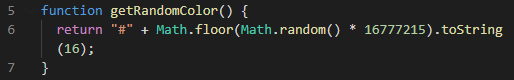 5 function getRandomColor() {
6 return "#" + Math.floor(Math.random() * 16777215).toString
(16);
7 }